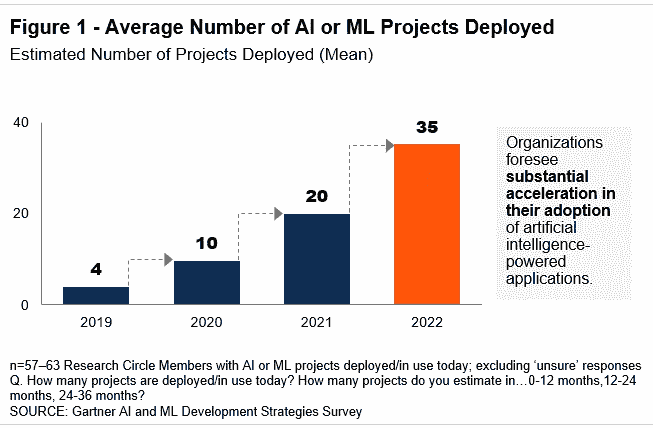 Figure 1 - Average Number of AI or ML Projects Deployed
Estimated Number of Projects Deployed (Mean)
40
20
0
4
10
20
35
2019
2020
2021
2022
Organizations
foresee
substantial
acceleration in
their adoption
of artificial
intelligence-
powered
applications.
n=57–63 Research Circle Members with AI or ML projects deployed/in use today; excluding ‘unsure’ responses
Q. How many projects are deployed/in use today? How many projects do you estimate in…0-12 months,12-24
months, 24-36 months?
SOURCE: Gartner AI and ML Development Strategies Survey